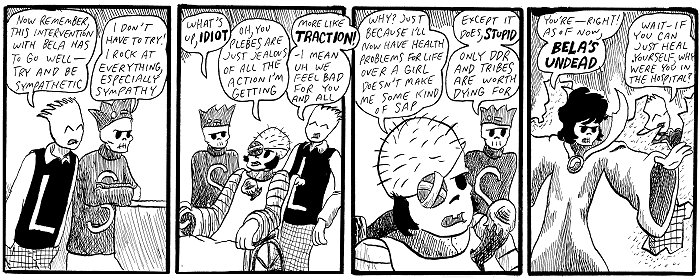 NOW REMEMBER,
THIS INTERVENTION
WITH BELA HAS
TO GO WELL—
TRY AND BE
SYMPATHETIC
I DON'T
HAVE TO TRY!
I ROCK AT
EVERYTHING,
ESPECIALLY
SYMPATHY
L
S
WHAT'S
UP, IDIOT
OH, YOU
PLEBES ARE
JUST JEALOUS
OF ALL THE
ACTION I'M
GETTING
MORE LIKE
TRACTION!
—I MEAN
UH WE
FEEL BAD
FOR YOU
AND ALL
S
L
WHY? JUST
BECAUSE I'LL
NOW HAVE HEALTH
PROBLEMS FOR LIFE
OVER A GIRL
DOESN'T MAKE
ME SOME KIND
OF SAP
EXCEPT IT
DOES, STUPID
ONLY DDR
AND TRIBES
ARE WORTH
DYING FOR
S
YOU'RE—RIGHT!
AS OF NOW,
BELA'S
UNDEAD.
WAIT—IF
YOU CAN
JUST HEAL
YOURSELF, WHY
WERE YOU IN
THE HOSPITAL?